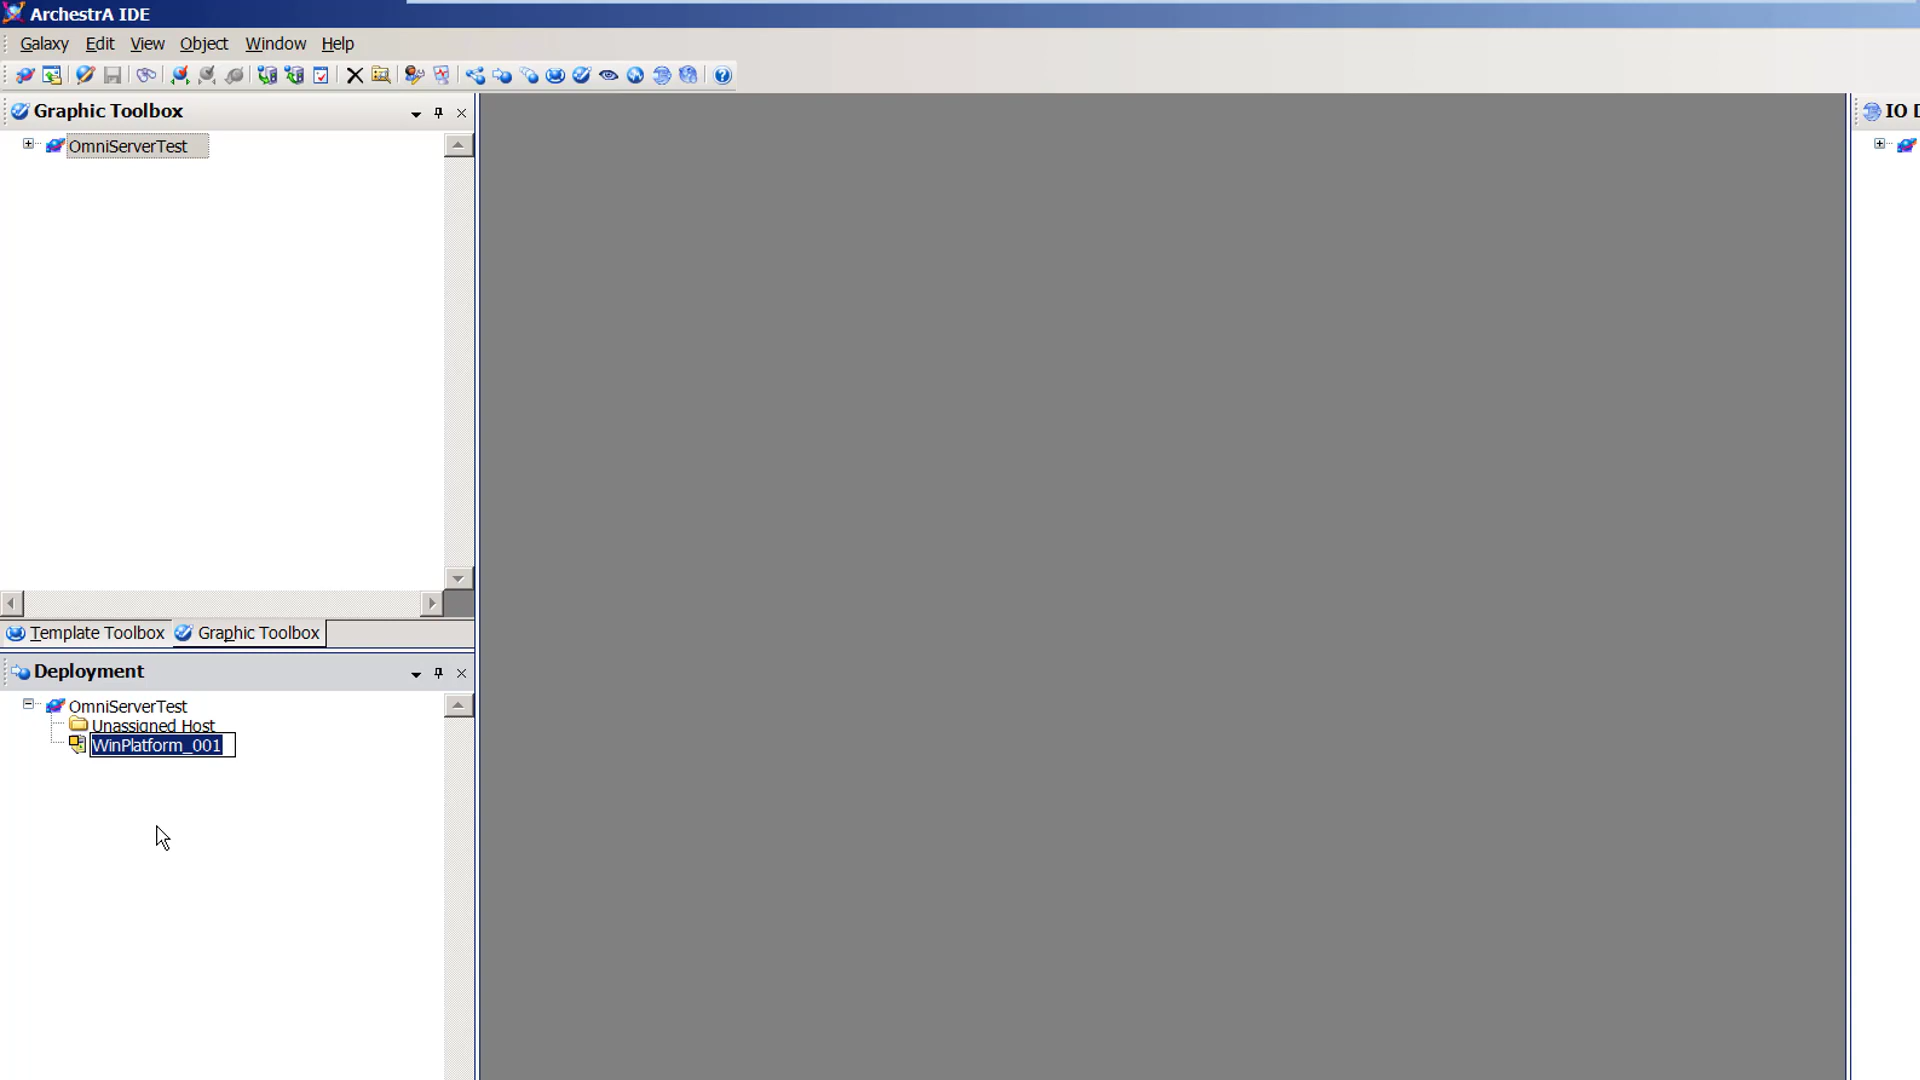 ArchestrA IDE
Galaxy Edit View Object Window Help
Graphic Toolbox
OmniServerTest
Template Toolbox Graphic Toolbox
Deployment
OmniServerTest
Unassigned Host
WinPlatform_001
IO